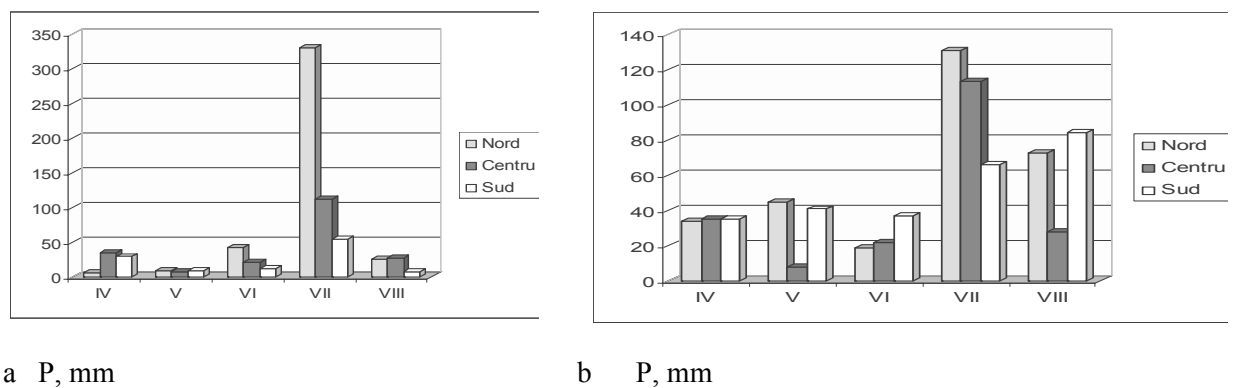 350
300
250
200
150
100
50
0
IV V VI VII VIII
Nord
Centru
Sud
140
120
100
80
60
40
20
0
IV V VI VII VIII
Nord
Centru
Sud
a P, mm
b P, mm